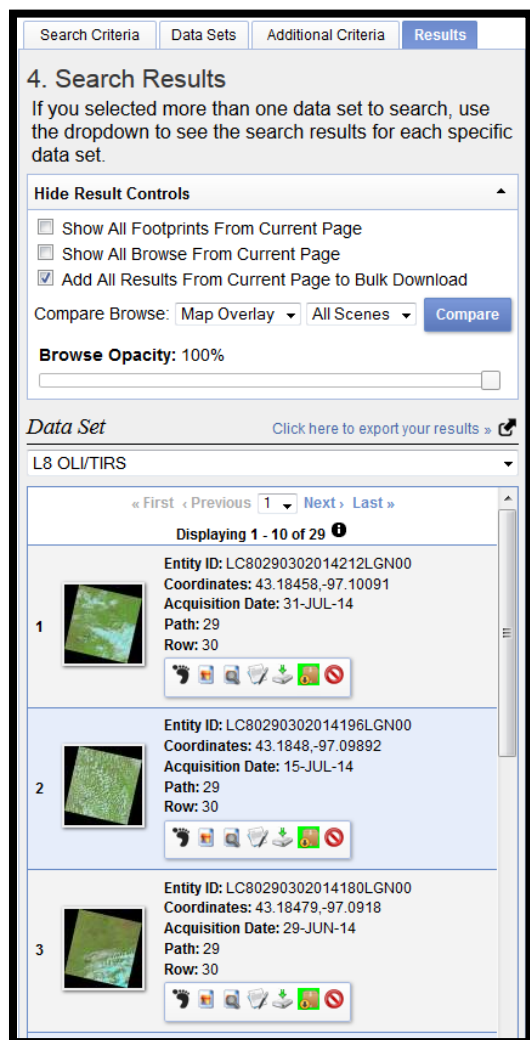 Search Criteria Data Sets Additional Criteria Results
4. Search Results
If you selected more than one data set to search, use
the dropdown to see the search results for each specific
data set.
Hide Result Controls
Show All Footprints From Current Page
Show All Browse From Current Page
Add All Results From Current Page to Bulk Download
Compare Browse: Map Overlay All Scenes Compare
Browse Opacity: 100%
Data Set Click here to export your results »
L8 OLI/TIRS
« First ‹ Previous 1 Next › Last »
Displaying 1 - 10 of 29
1
Entity ID: LC80290302014212LGN00
Coordinates: 43.18458,-97.10091
Acquisition Date: 31-JUL-14
Path: 29
Row: 30
2
Entity ID: LC80290302014196LGN00
Coordinates: 43.1848,-97.09892
Acquisition Date: 15-JUL-14
Path: 29
Row: 30
3
Entity ID: LC80290302014180LGN00
Coordinates: 43.18479,-97.0918
Acquisition Date: 29-JUN-14
Path: 29
Row: 30